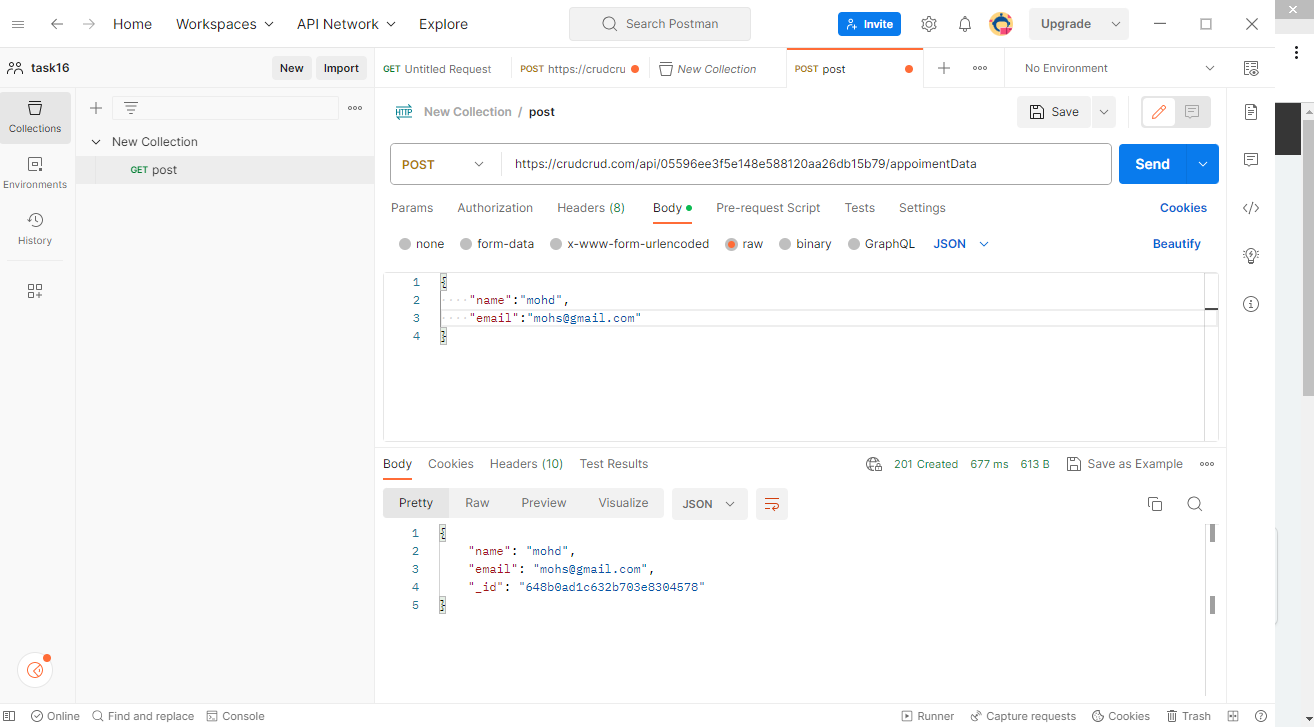 Home Workspaces API Network Explore Search Postman Invite Upgrade
task16 New Import GET Untitled Request POST https://crudcru New Collection POST post No Environment
New Collection / post Save
Collections
New Collection
GET post
Environments
History
POST https://crudcrud.com/api/05596ee3f5e148e588120aa26db15b79/appoimentData Send
Params Authorization Headers (8) Body Pre-request Script Tests Settings Cookies
none form-data x-www-form-urlencoded raw binary GraphQL JSON Beautify
1 {
2 "name":"mohd",
3 "email":"mohs@gmail.com"
4 }
Body Cookies Headers (10) Test Results 201 Created 677 ms 613 B Save as Example
Pretty Raw Preview Visualize JSON
1 {
2 "name": "mohd",
3 "email": "mohs@gmail.com",
4 "_id": "648b0ad1c632b703e8304578"
5 }
Online Find and replace Console Runner Capture requests Cookies Trash